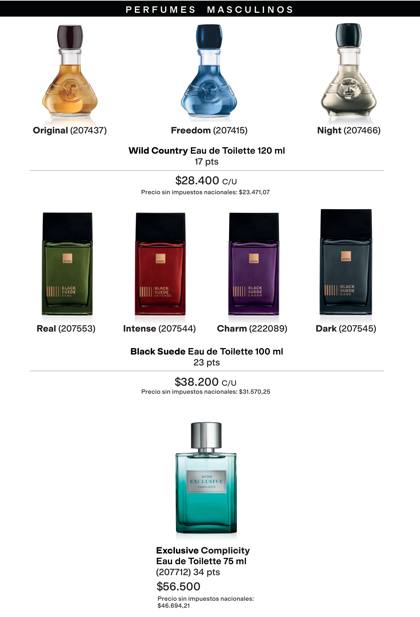 PERFUMES MASCULINOS
Original (207437)
Freedom (207415)
Night (207466)
Wild Country Eau de Toilette 120 ml
17 pts
$28.400 C/U
Precio sin impuestos nacionales: $23.471,07
BLACK
SUEDE
BLACK
SUEDE
BLACK
SUEDE
BLACK
SUEDE
Real (207553)
Intense (207544)
Charm (222089)
Dark (207545)
Black Suede Eau de Toilette 100 ml
23 pts
$38.200 C/U
Precio sin impuestos nacionales: $31.570,25
EXCLUSIVE
Exclusive Complicity
Eau de Toilette 75 ml
(207712) 34 pts
$56.500
Precio sin impuestos nacionales:
$46.694,21